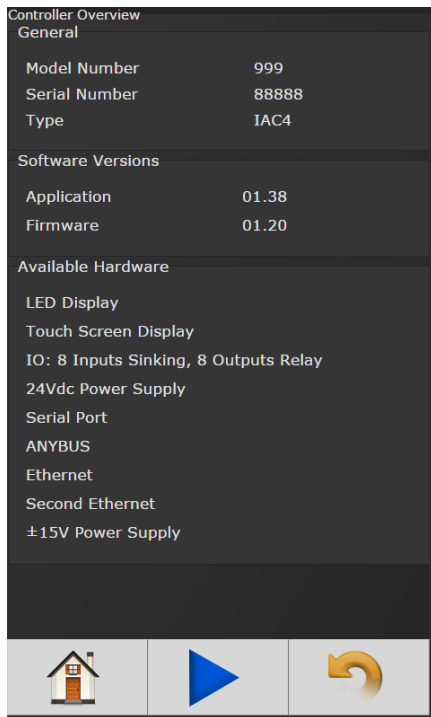 Controller Overview
General
Model Number 999
Serial Number 88888
Type IAC4
Software Versions
Application 01.38
Firmware 01.20
Available Hardware
LED Display
Touch Screen Display
IO: 8 Inputs Sinking, 8 Outputs Relay
24Vdc Power Supply
Serial Port
ANYBUS
Ethernet
Second Ethernet
±15V Power Supply